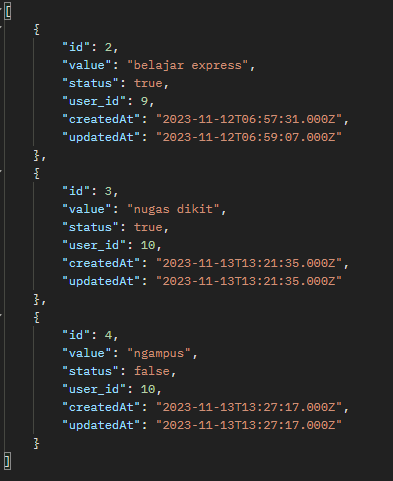 [
    {
        "id": 2,
        "value": "belajar express",
        "status": true,
        "user_id": 9,
        "createdAt": "2023-11-12T06:57:31.000Z",
        "updatedAt": "2023-11-12T06:59:07.000Z"
    },
    {
        "id": 3,
        "value": "nugas dikit",
        "status": true,
        "user_id": 10,
        "createdAt": "2023-11-13T13:21:35.000Z",
        "updatedAt": "2023-11-13T13:21:35.000Z"
    },
    {
        "id": 4,
        "value": "ngampus",
        "status": false,
        "user_id": 10,
        "createdAt": "2023-11-13T13:27:17.000Z",
        "updatedAt": "2023-11-13T13:27:17.000Z"
    }
]